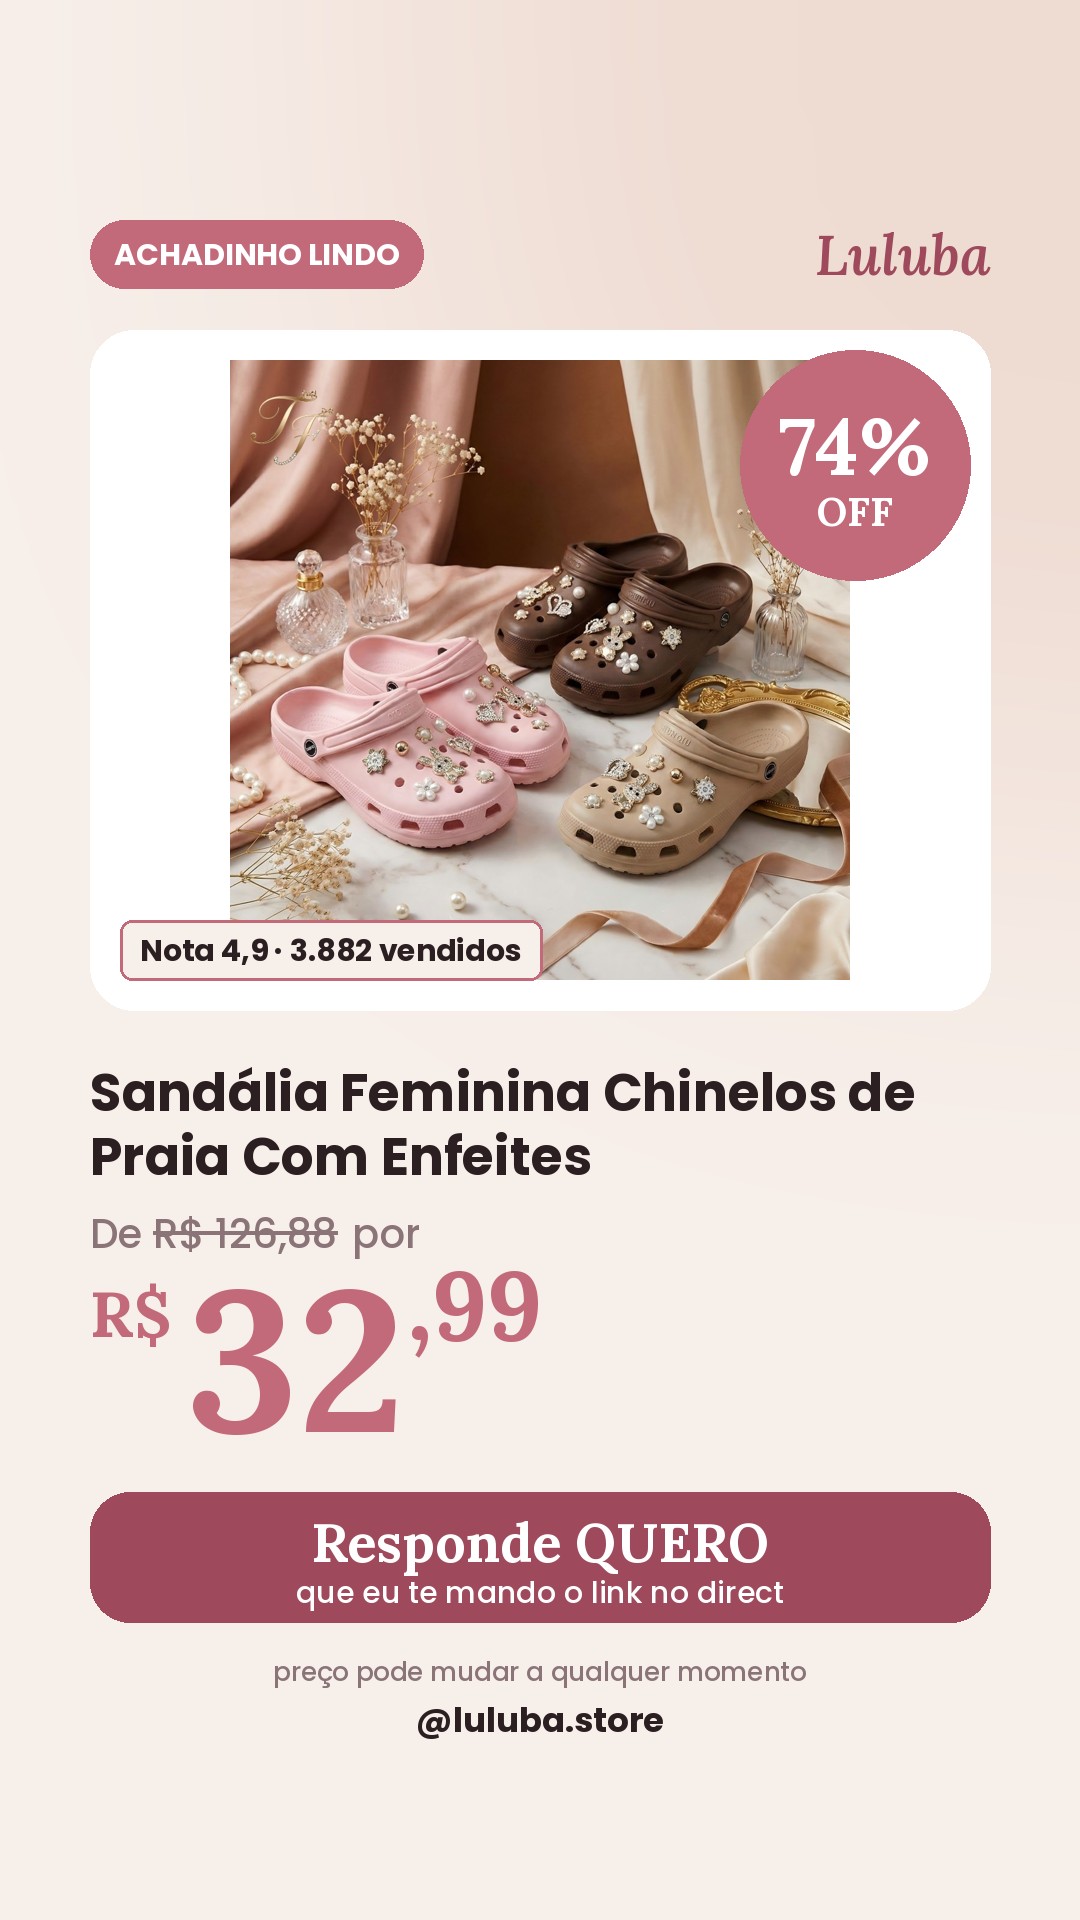 ACHADINHO LINDO
Luluba
TF
74%
OFF
Nota 4,9 · 3.882 vendidos
Sandália Feminina Chinelos de
Praia Com Enfeites
De R$ 126,88 por
R$ 32,99
Responde QUERO
que eu te mando o link no direct
preço pode mudar a qualquer momento
@luluba.store